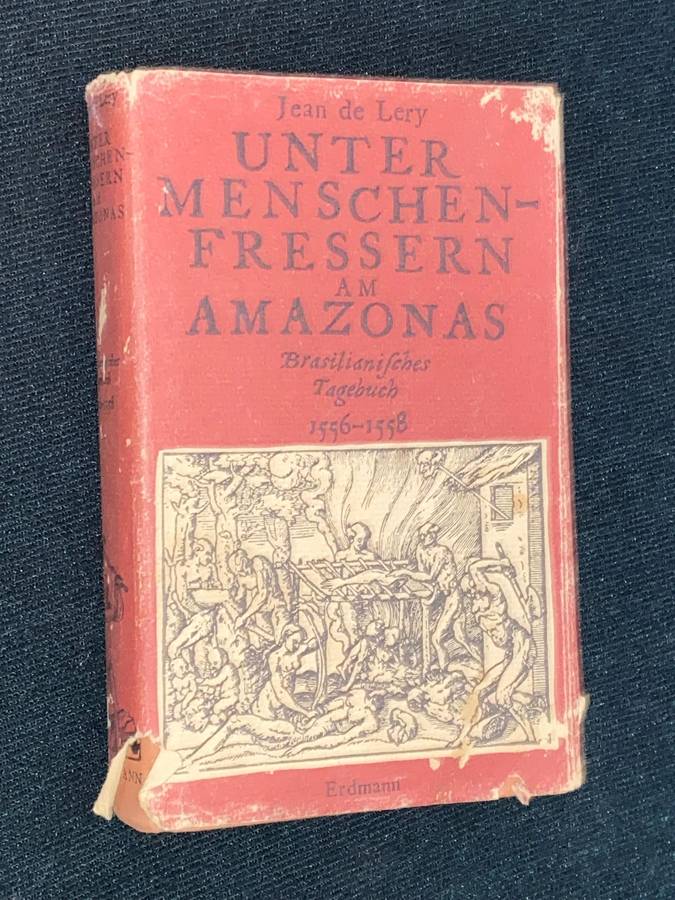 Jean de Lery
UNTER
MENSCHEN-
FRESSERN
AM
AMAZONAS
Brasilianiſches
Tagebuch
1556–1558
Erdmann